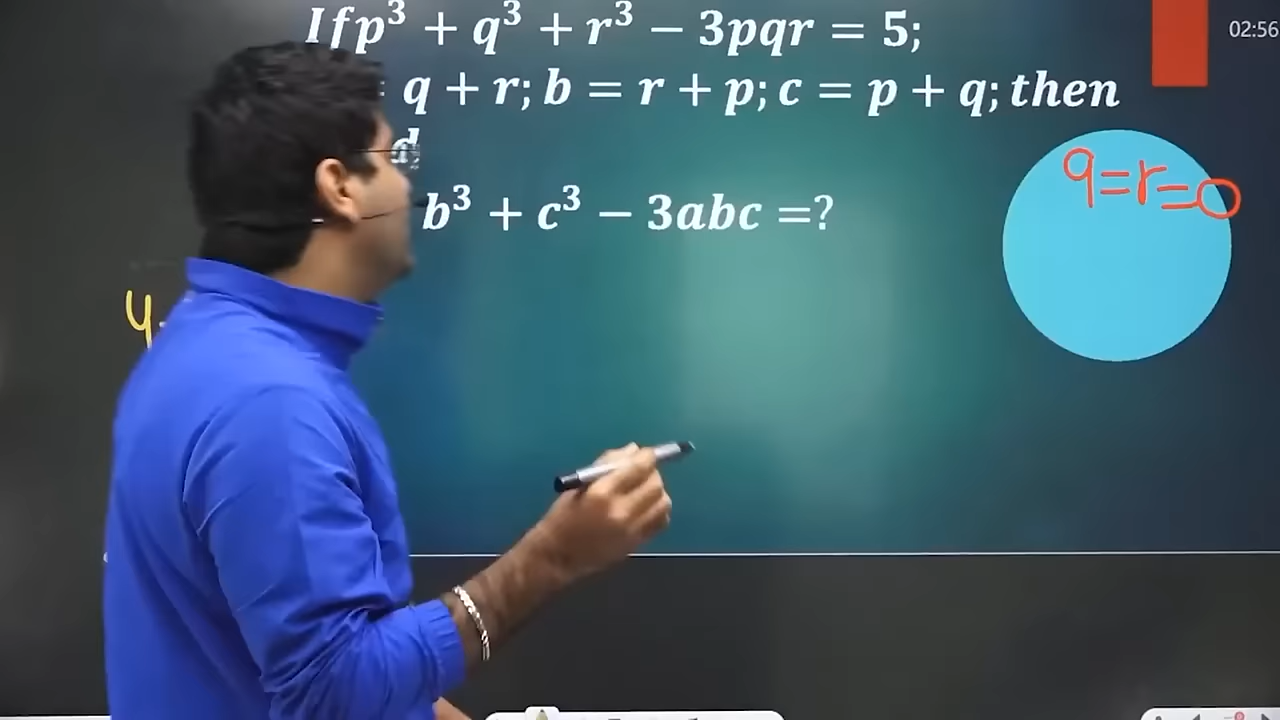 If p³ + q³ + r³ − 3pqr = 5;
q + r; b = r + p; c = p + q; then
b³ + c³ − 3abc =?
q=r=0
02:56
y